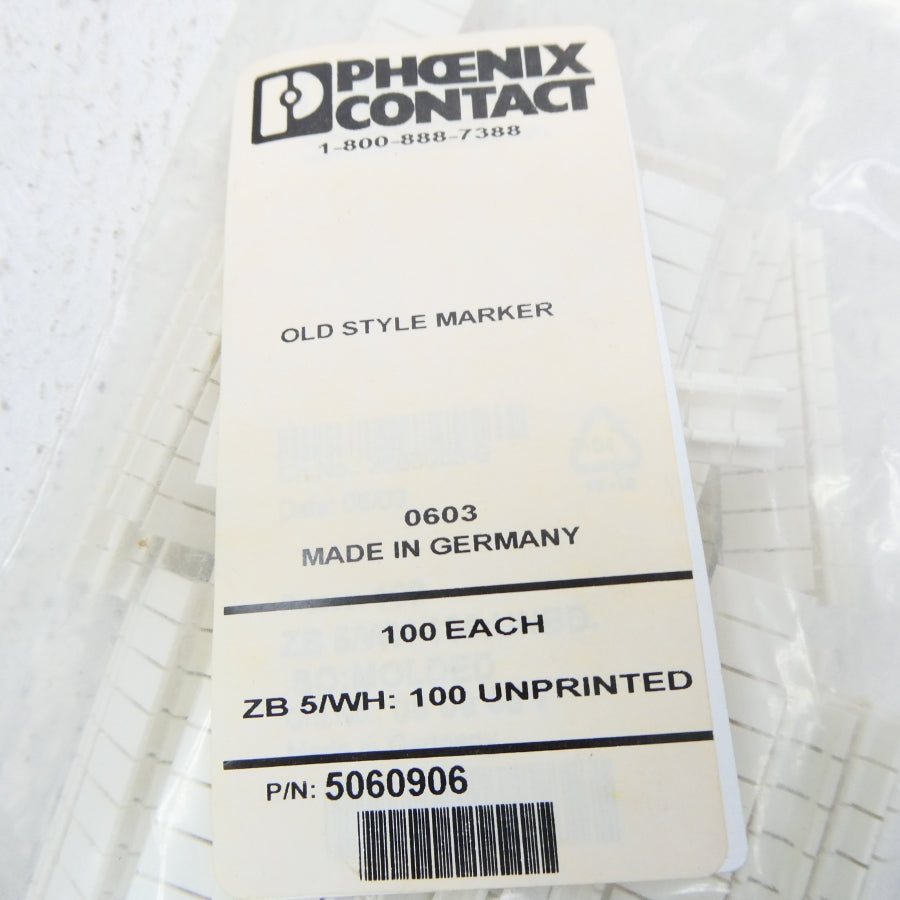 PHŒNIX
CONTACT
1-800-888-7388
OLD STYLE MARKER
0603
MADE IN GERMANY
100 EACH
ZB 5/WH: 100 UNPRINTED
P/N: 5060906